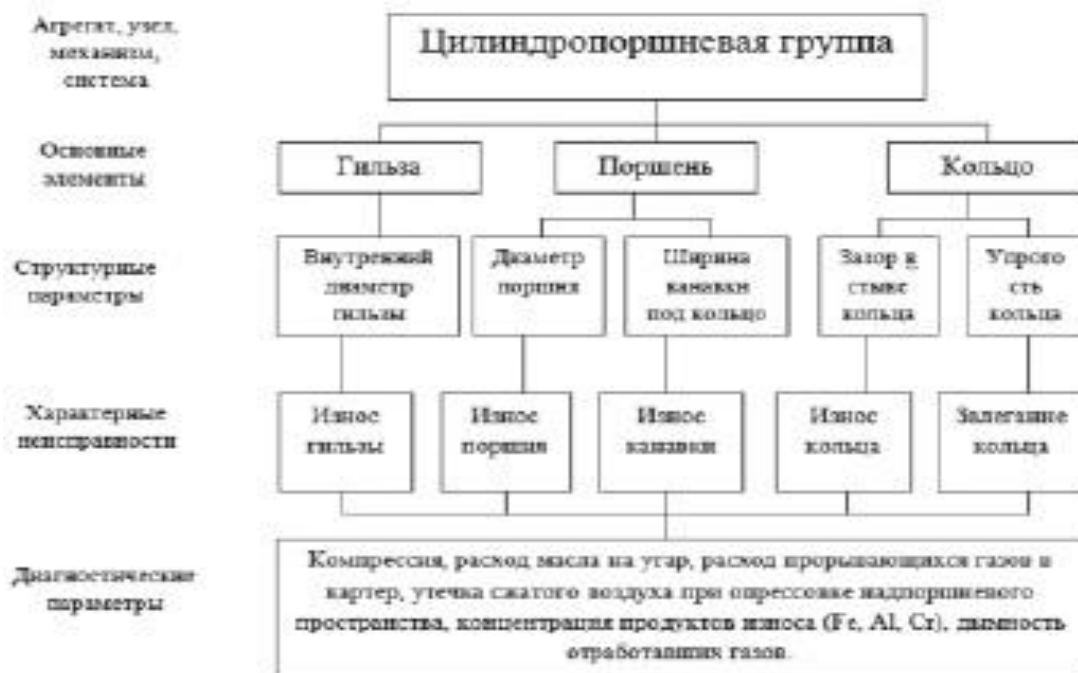 Агрегат, узел,
механизм,
система
Цилиндропоршневая группа
Основные
элементы
Гильза
Поршень
Кольцо
Структурные
параметры
Внутренний
диаметр
гильзы
Диаметр
поршня
Ширина
канавки
под кольцо
Зазор в
стыке
кольца
Упруго
сть
кольца
Характерные
неисправности
Износ
гильзы
Износ
поршня
Износ
канавки
Износ
кольца
Залегание
кольца
Диагностические
параметры
Компрессия, расход масла на угар, расход прорывающихся газов в
картер, утечка сжатого воздуха при опрессовке надпоршневого
пространства, концентрация продуктов износа (Fe, Al, Cr), дымность
отработавших газов.